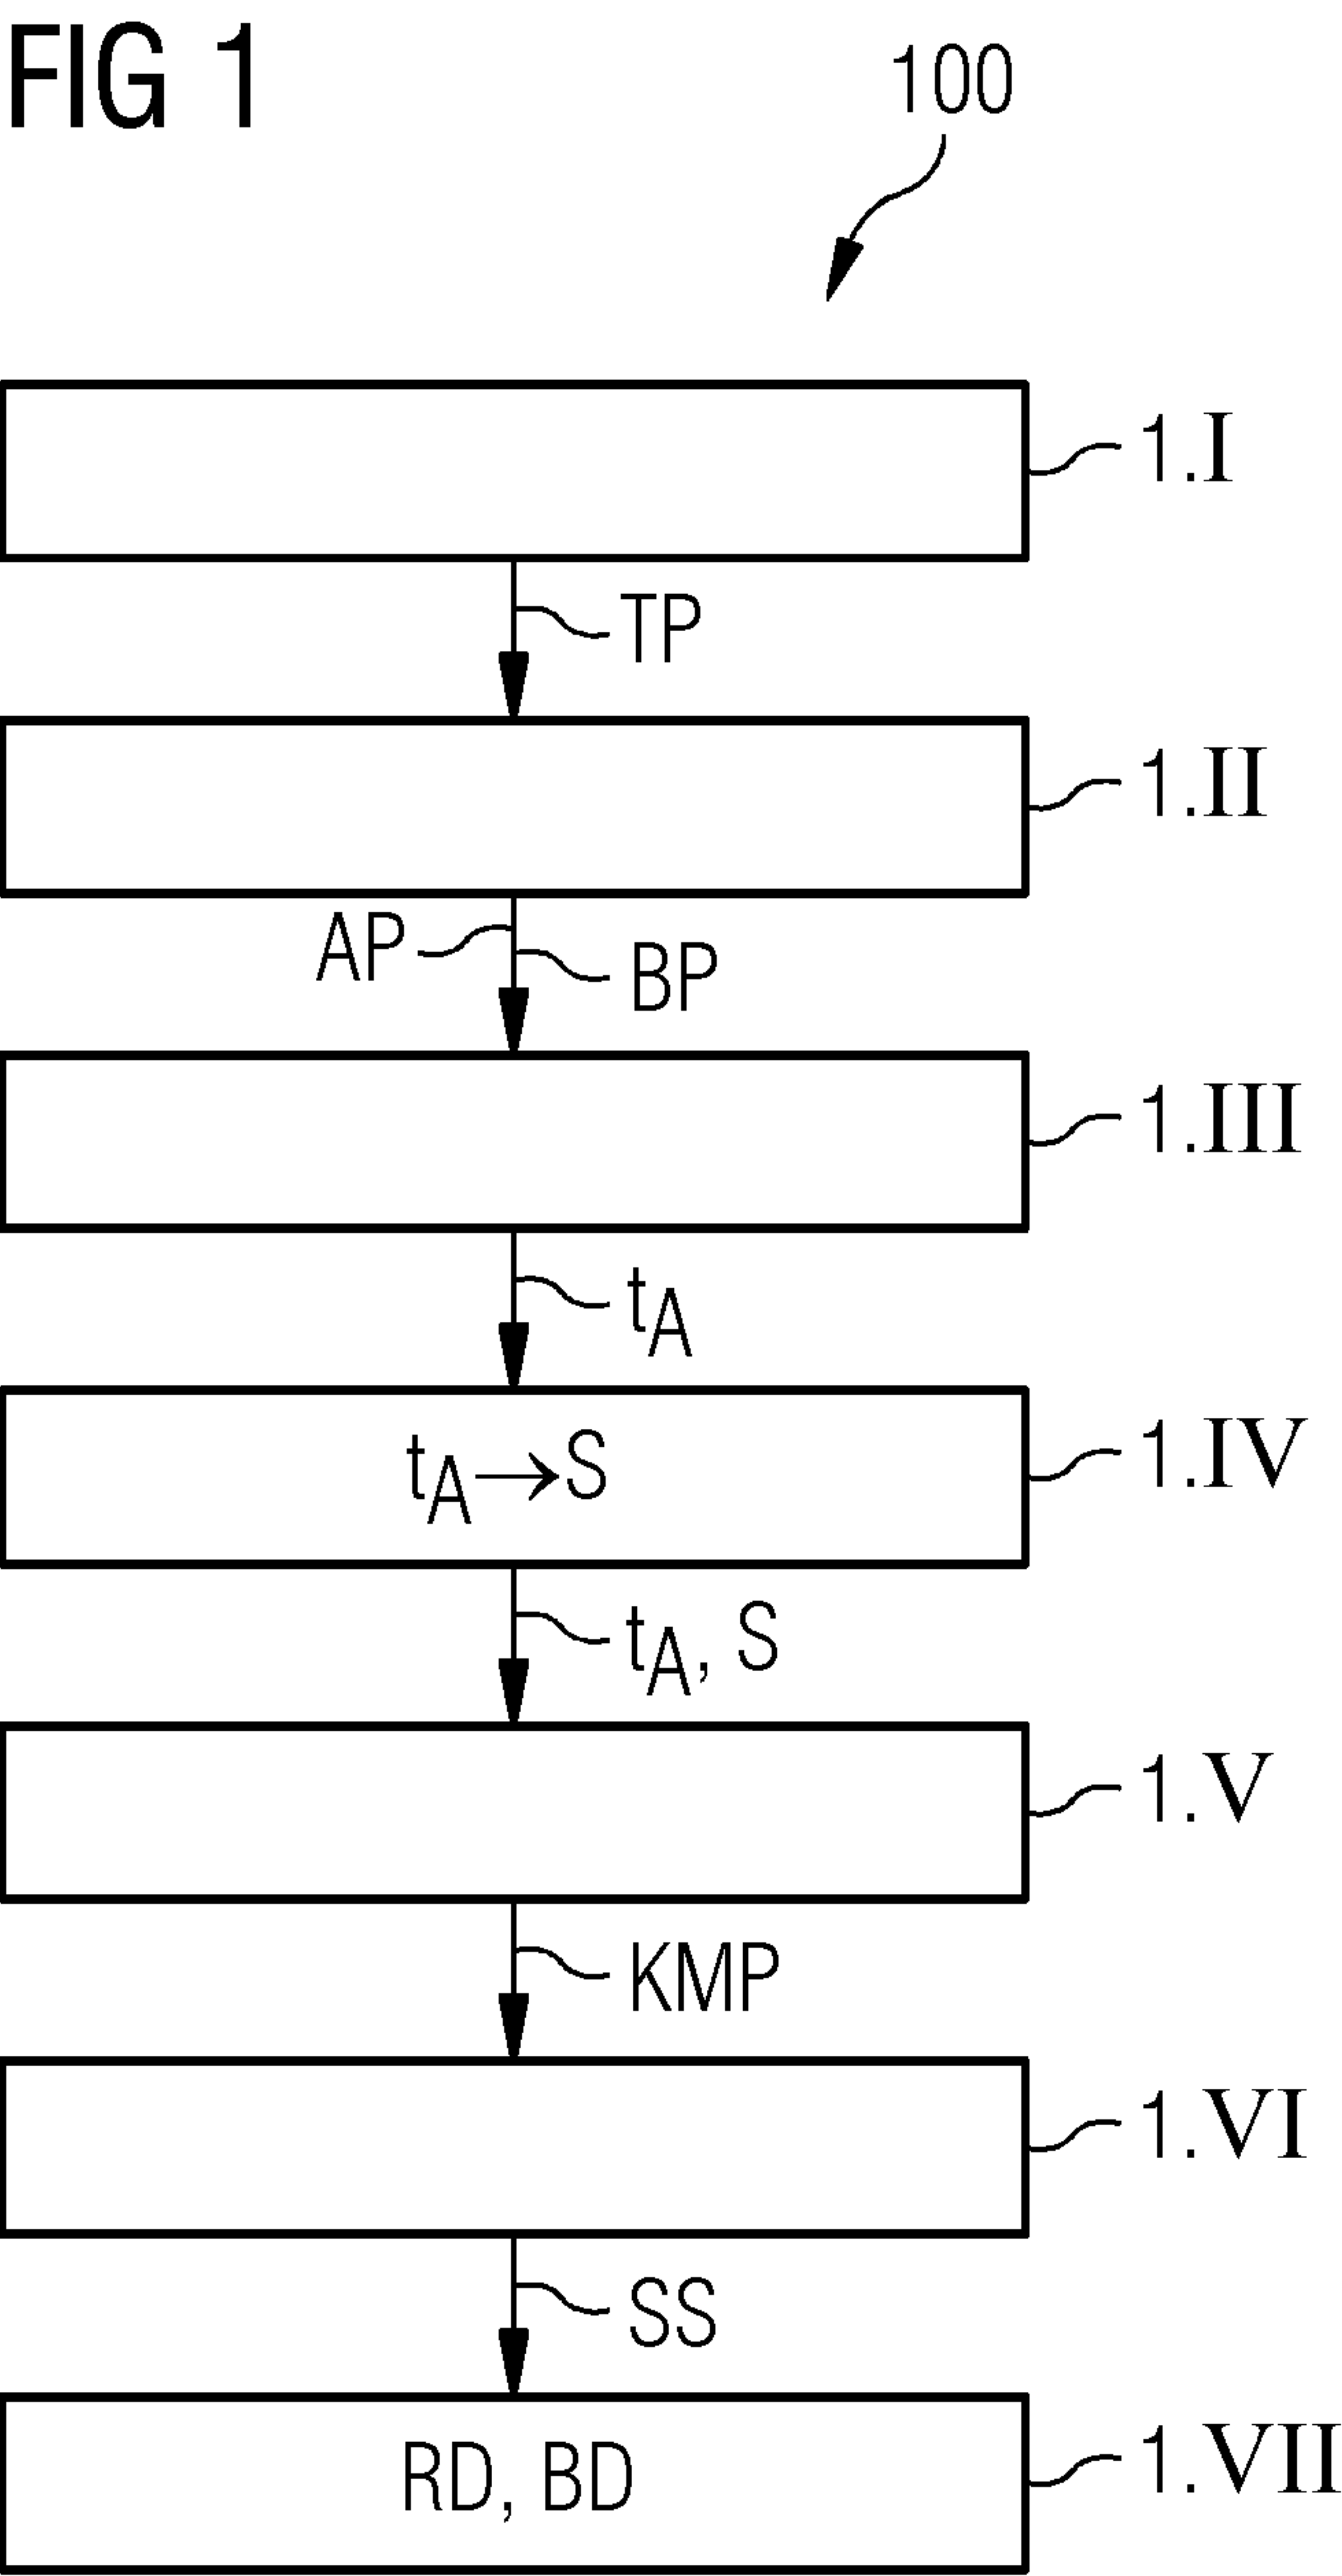 FIG 1
100
1.I
TP
1.II
AP
BP
1.III
tA
1.IV
tA→S
tA, S
1.V
KMP
1.VI
SS
1.VII
RD, BD